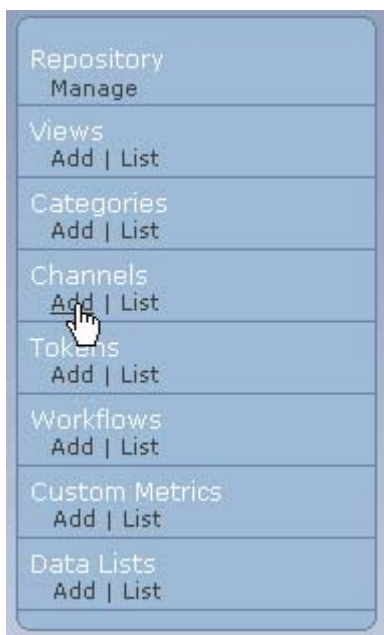 Repository
Manage
Views
Add | List
Categories
Add | List
Channels
Add | List
Tokens
Add | List
Workflows
Add | List
Custom Metrics
Add | List
Data Lists
Add | List